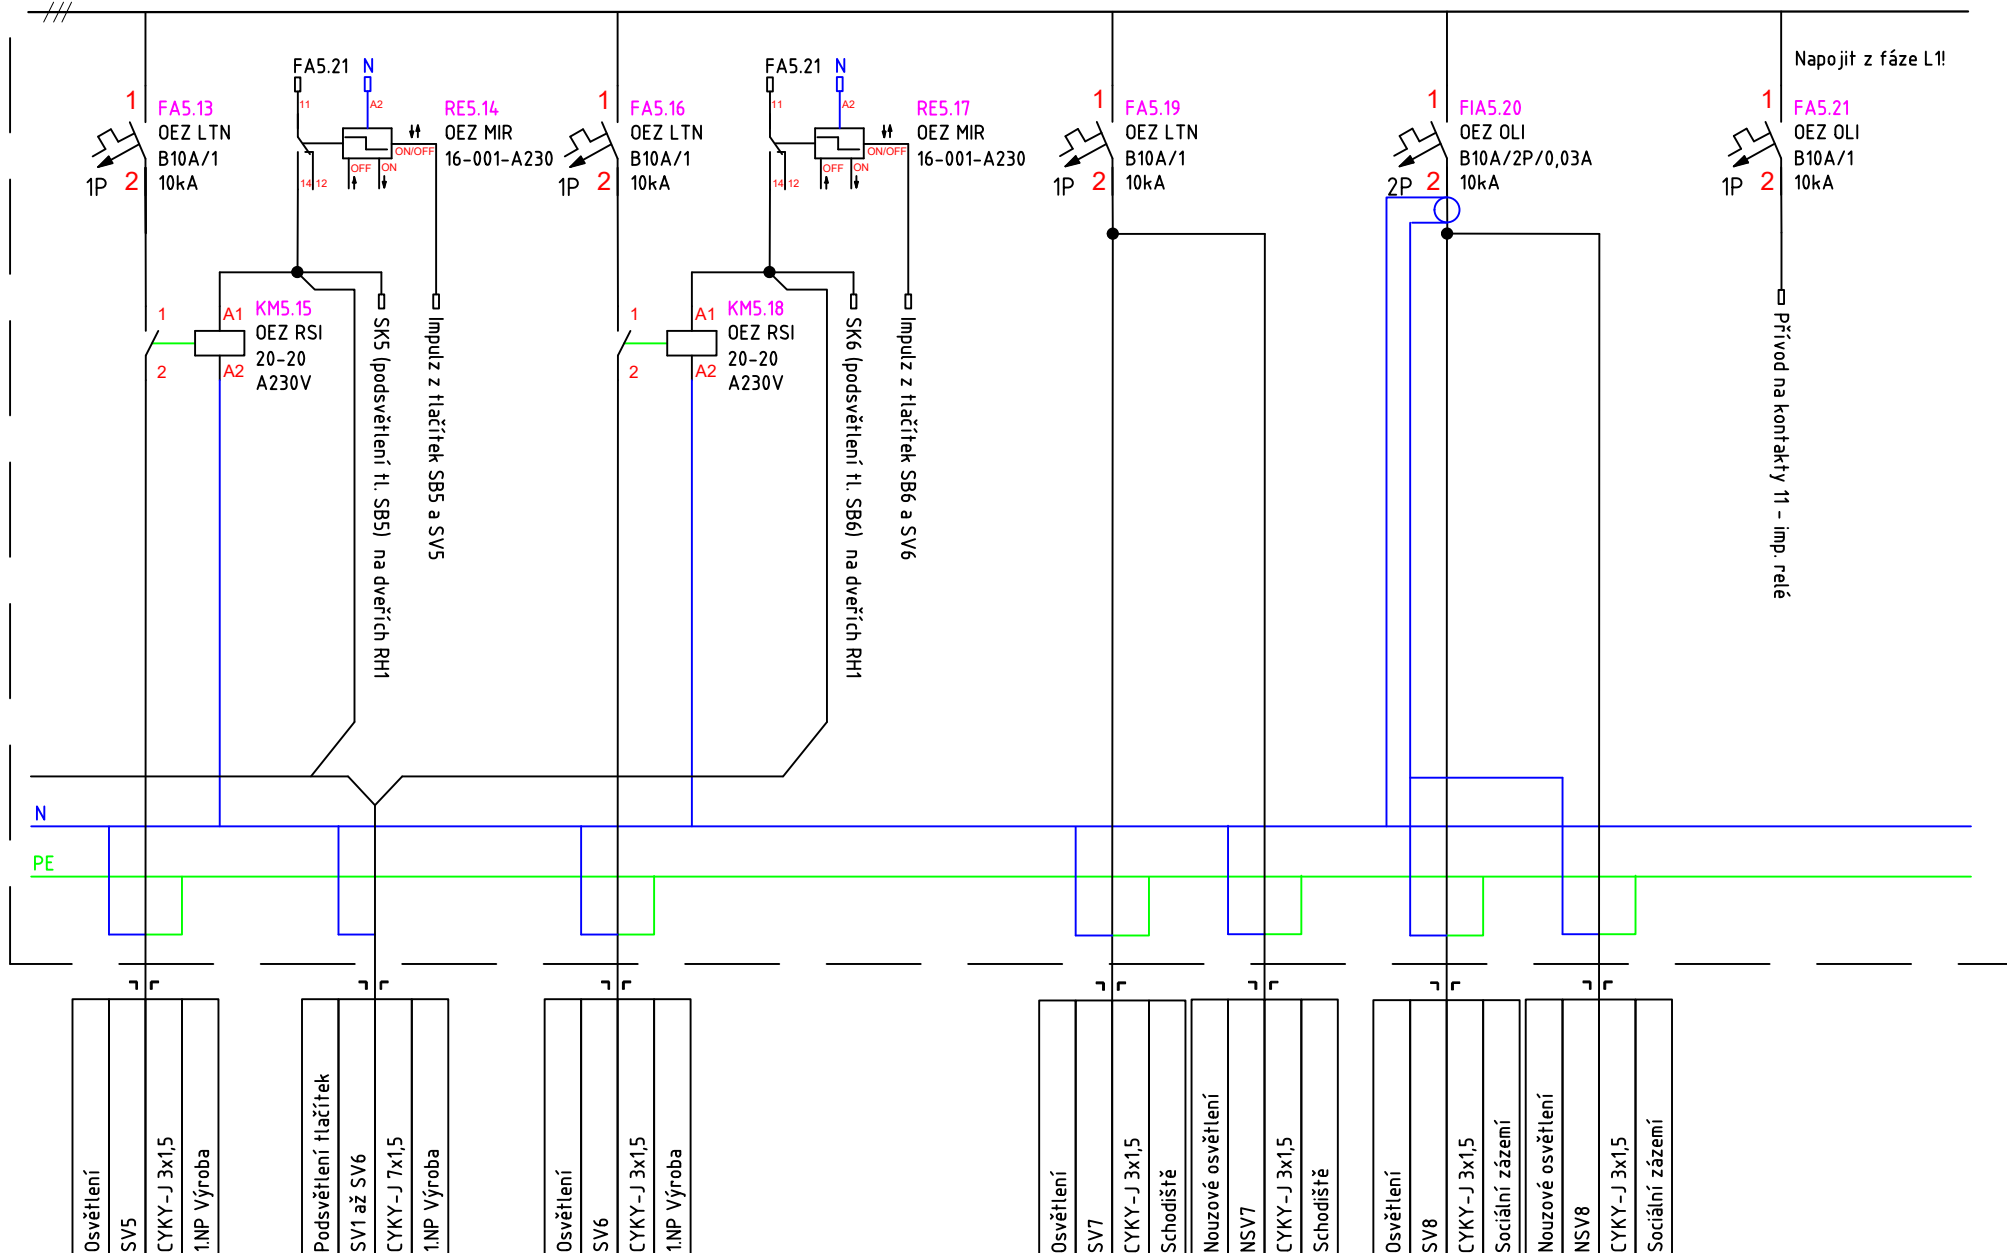 Napojit z fáze L1!
FA5.13
OEZ LTN
B10A/1
10kA
1
2
1P
FA5.21
N
11
A2
RE5.14
OEZ MIR
16-001-A230
ON/OFF
OFF
ON
14
12
FA5.16
OEZ LTN
B10A/1
10kA
1
2
1P
FA5.21
N
11
A2
RE5.17
OEZ MIR
16-001-A230
ON/OFF
OFF
ON
14
12
FA5.19
OEZ LTN
B10A/1
10kA
1
2
1P
FIA5.20
OEZ OLI
B10A/2P/0,03A
10kA
1
2
2P
FA5.21
OEZ OLI
B10A/1
10kA
1
2
1P
1
2
A1
A2
KM5.15
OEZ RSI
20-20
A230V
SK5 (podsvětlení tl. SB5) na dveřích RH1
Impulz z tlačítek SB5 a SV5
1
2
A1
A2
KM5.18
OEZ RSI
20-20
A230V
SK6 (podsvětlení tl. SB6) na dveřích RH1
Impulz z tlačítek SB6 a SV6
Přívod na kontakty 11 - imp. relé
N
PE
Osvětlení
SV5
CYKY-J 3x1,5
1.NP Výroba
Podsvětlení tlačítek
SV1 až SV6
CYKY-J 7x1,5
1.NP Výroba
Osvětlení
SV6
CYKY-J 3x1,5
1.NP Výroba
Osvětlení
SV7
CYKY-J 3x1,5
Schodiště
Nouzové osvětlení
NSV7
CYKY-J 3x1,5
Schodiště
Osvětlení
SV8
CYKY-J 3x1,5
Sociální zázemí
Nouzové osvětlení
NSV8
CYKY-J 3x1,5
Sociální zázemí